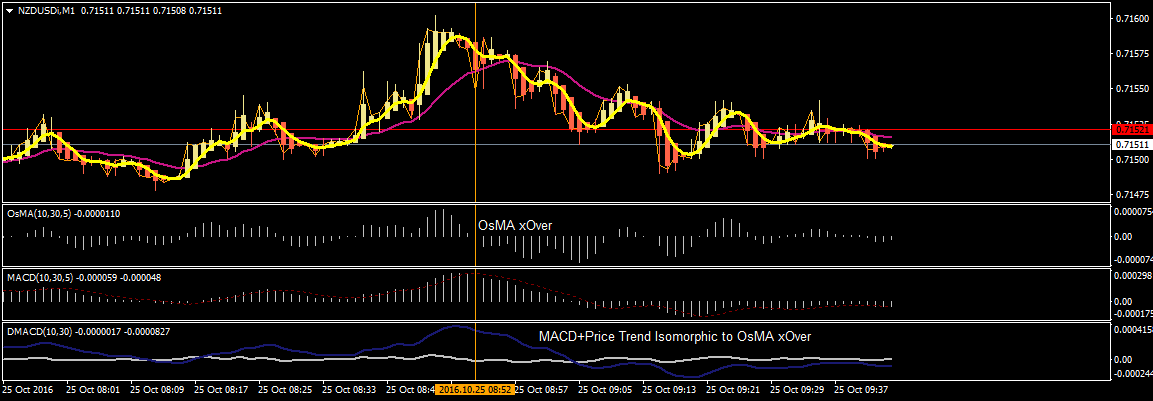 NZDUSDi,M1 0.71511 0.71511 0.71508 0.71511
0.71600
0.71575
0.71550
0.71521
0.71511
0.71500
0.71475
OsMA(10,30,5) -0.0000110
OsMA xOver
0.0000754
0.00
-0.000074
MACD(10,30,5) -0.000059 -0.000048
0.000298
0.00
-0.000175
DMACD(10,30) -0.0000017 -0.0000827
MACD+Price Trend Isomorphic to OsMA xOver
0.0004158
0.00
-0.000244
25 Oct 2016 25 Oct 08:01 25 Oct 08:09 25 Oct 08:17 25 Oct 08:25 25 Oct 08:33 25 Oct 08:4 2016.10.25 08:52 25 Oct 08:57 25 Oct 09:05 25 Oct 09:13 25 Oct 09:21 25 Oct 09:29 25 Oct 09:37